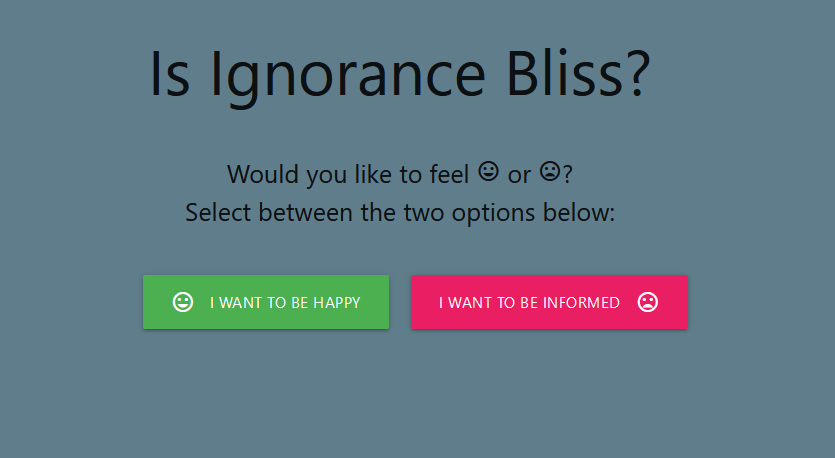 Is Ignorance Bliss?
Would you like to feel or ?
Select between the two options below:
I WANT TO BE HAPPY
I WANT TO BE INFORMED